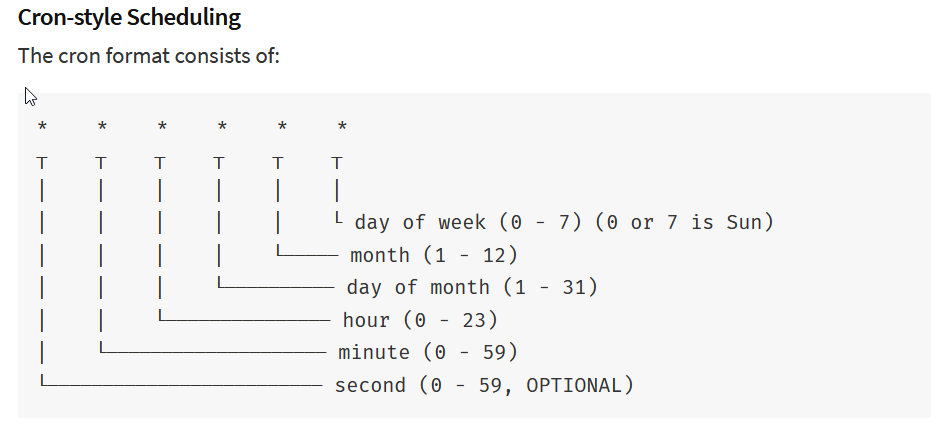 Cron-style Scheduling
The cron format consists of:
*    *    *    *    *    *
┬    ┬    ┬    ┬    ┬    ┬
│    │    │    │    │    │
│    │    │    │    │    └ day of week (0 - 7) (0 or 7 is Sun)
│    │    │    │    └───── month (1 - 12)
│    │    │    └────────── day of month (1 - 31)
│    │    └─────────────── hour (0 - 23)
│    └──────────────────── minute (0 - 59)
└───────────────────────── second (0 - 59, OPTIONAL)